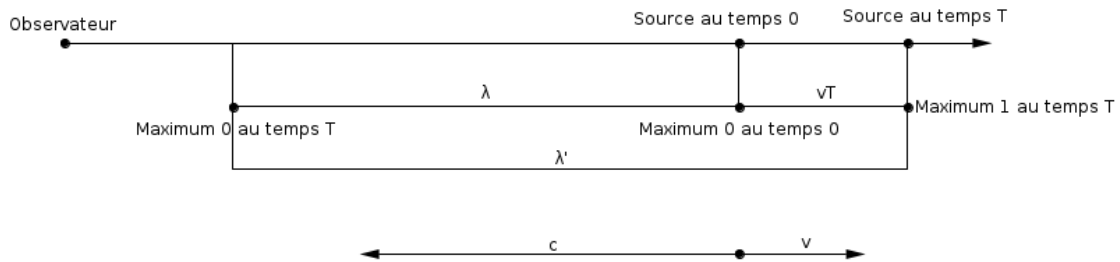 Observateur
Source au temps 0
Source au temps T
λ
vT
Maximum 0 au temps T
Maximum 0 au temps 0
Maximum 1 au temps T
λ'
c
v